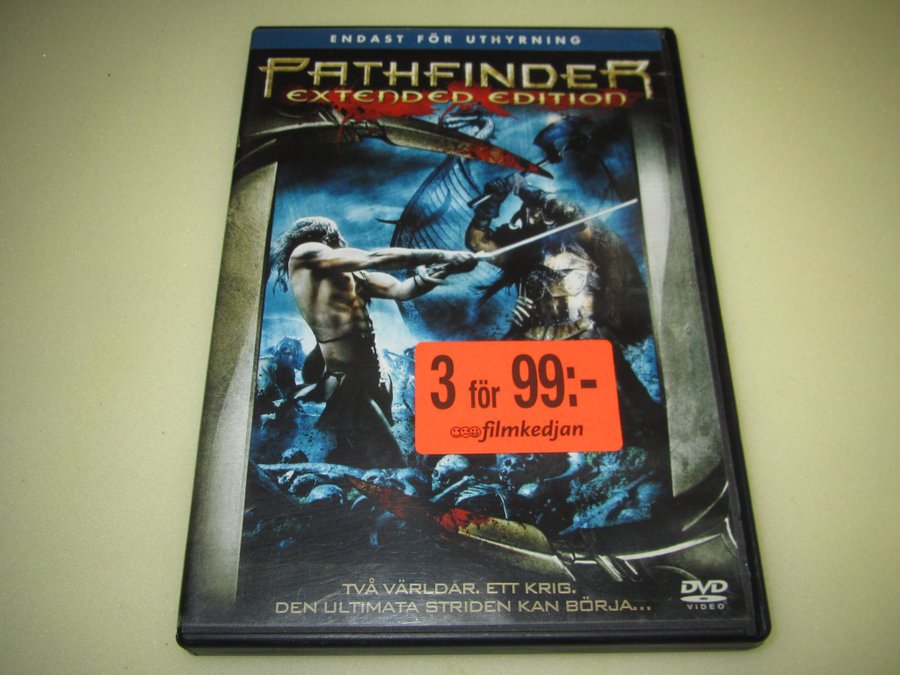 ENDAST FÖR UTHYRNING
PATHFINDER
EXTENDED EDITION
3 för 99:-
filmkedjan
TVÅ VÄRLDAR. ETT KRIG.
DEN ULTIMATA STRIDEN KAN BÖRJA...
DVD
VIDEO